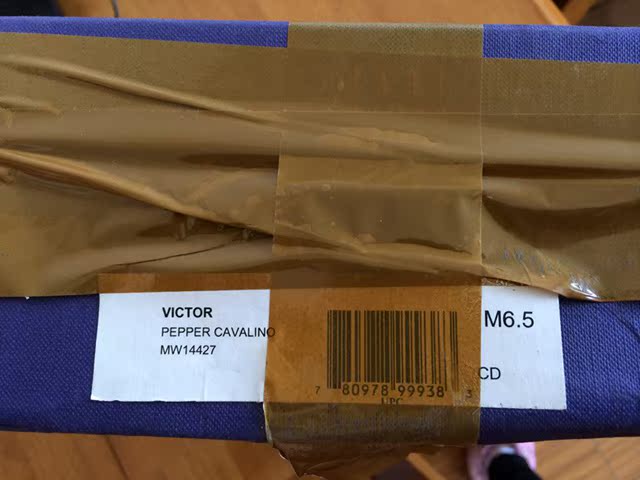 VICTOR
PEPPER CAVALINO
MW14427
M6.5
CD
7 80978 99938 3
UPC